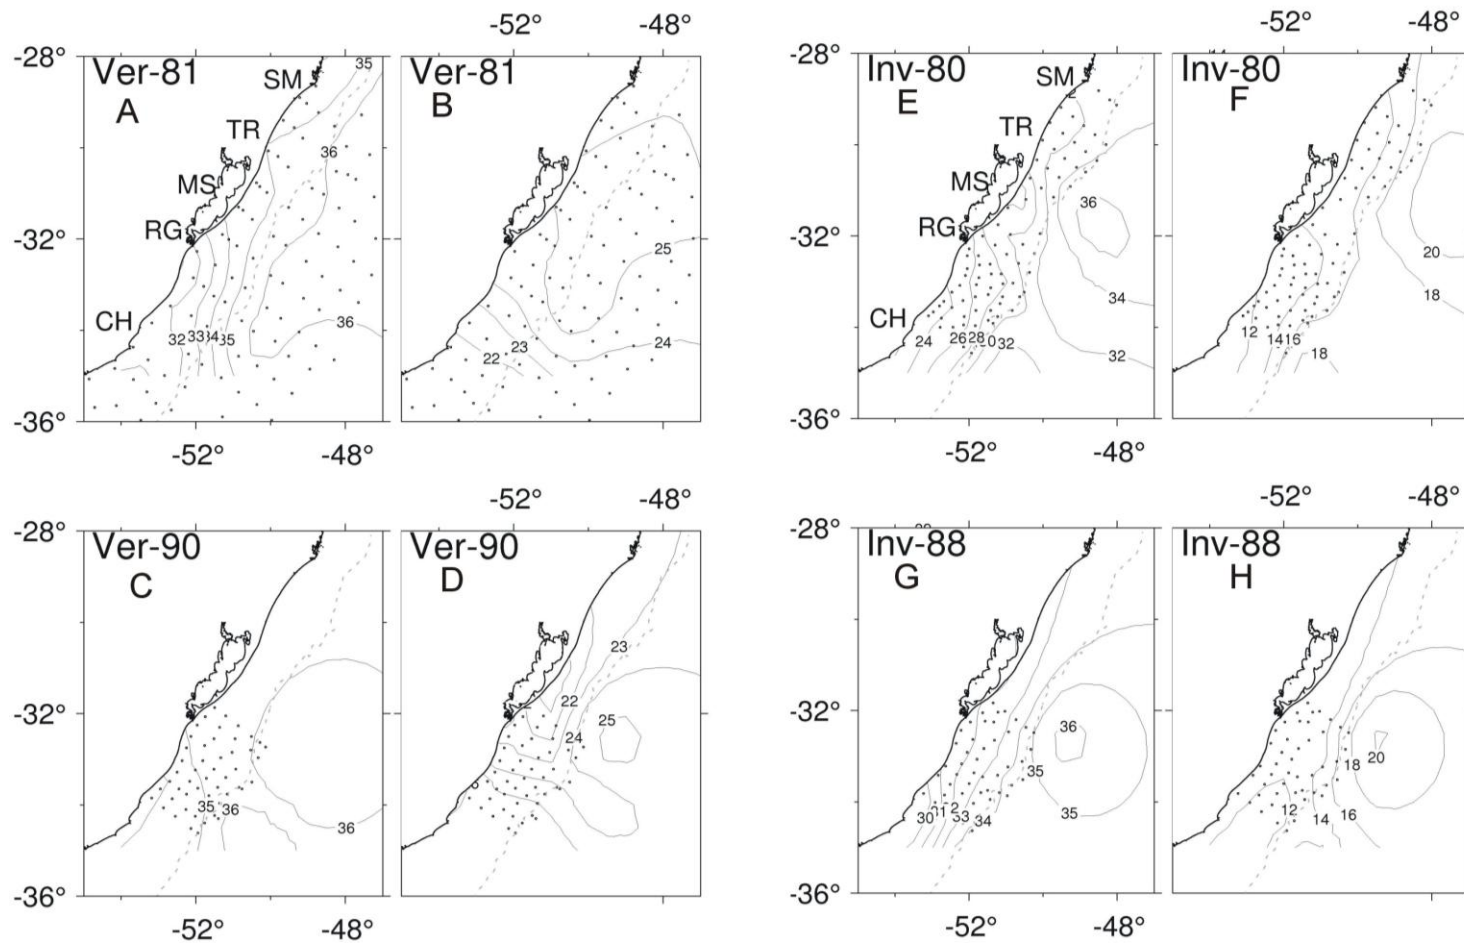 -52° -48° -52° -48°
-28° Ver-81 SM 35 Ver-81 -28° Inv-80 SM Inv-80
A B E F
TR 36 TR
MS MS 36
RG RG
-32° 25 -32° 20
34 18
CH 36 CH 12
32 33 34 35 22 23 24 24 26 28 30 32 32 14 16 18
-36° -36°
-52° -48° -52° -48°
-52° -48° -52° -48°
-28° Ver-90 Ver-90 -28° Inv-88 Inv-88
C D G H
23
22
-32° 25 -32° 36
24 35 18 20
35 36 36 30 31 32 33 34 35 12 14 16
-36° -36°
-52° -48° -52° -48°